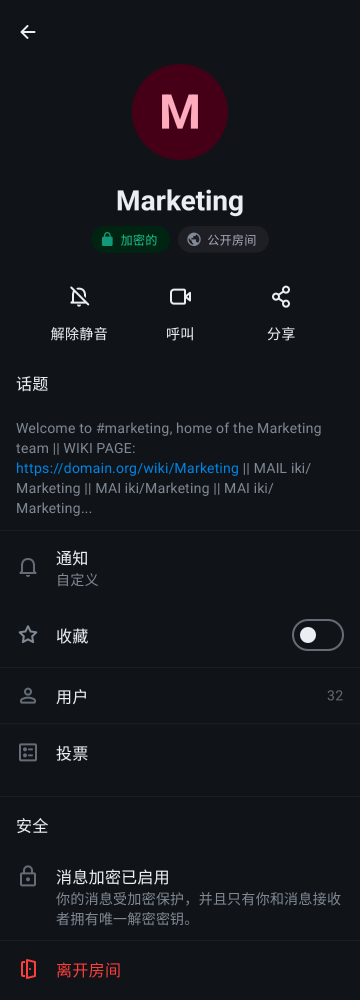 M
Marketing
加密的
公开房间
解除静音
呼叫
分享
话题
Welcome to #marketing, home of the Marketing
team || WIKI PAGE:
https://domain.org/wiki/Marketing || MAIL iki/
Marketing || MAI iki/Marketing || MAI iki/
Marketing...
通知
自定义
收藏
用户
32
投票
安全
消息加密已启用
你的消息受加密保护，并且只有你和消息接收
者拥有唯一解密密钥。
离开房间